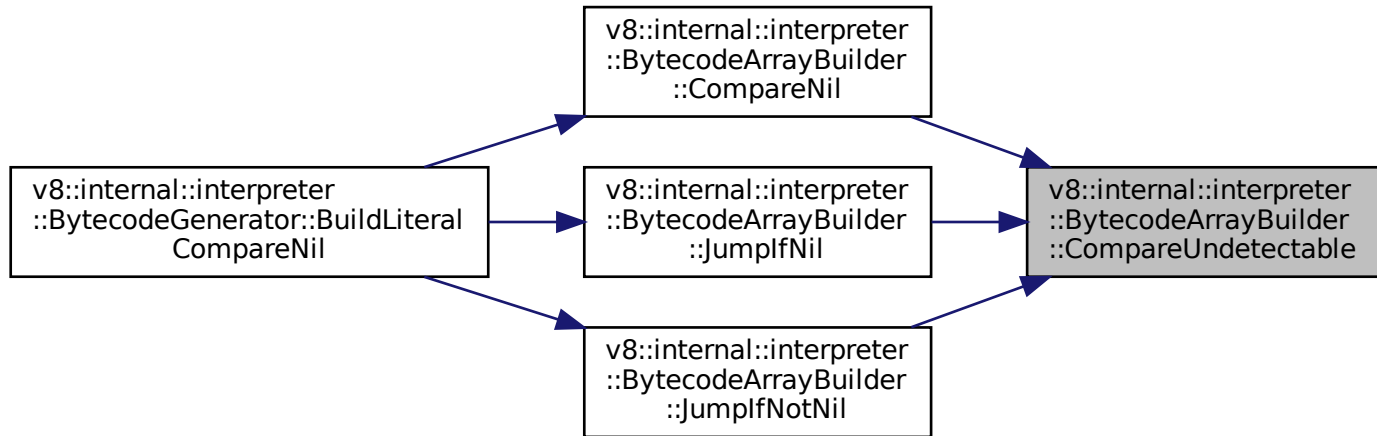 v8::internal::interpreter
::BytecodeArrayBuilder
::CompareNil
v8::internal::interpreter
::BytecodeGenerator::BuildLiteral
CompareNil
v8::internal::interpreter
::BytecodeArrayBuilder
::JumpIfNil
v8::internal::interpreter
::BytecodeArrayBuilder
::CompareUndetectable
v8::internal::interpreter
::BytecodeArrayBuilder
::JumpIfNotNil